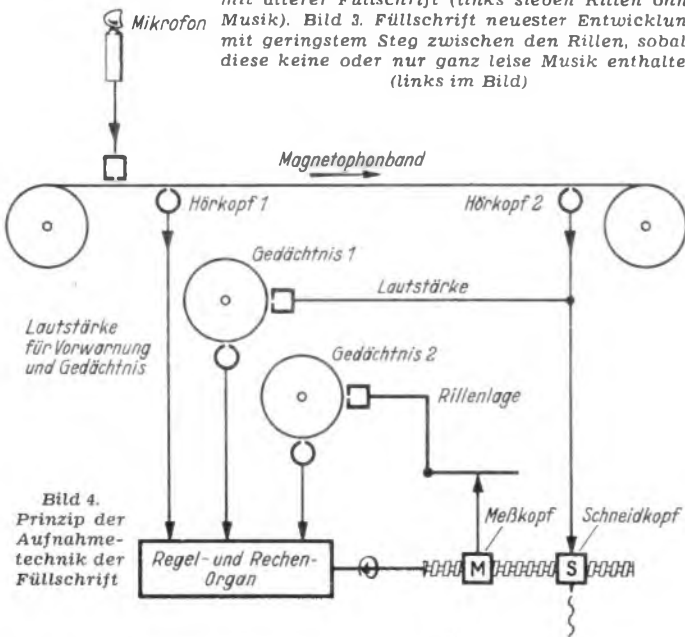 mit älterer Füllschrift (links sieben Rillen ohne
Musik). Bild 3. Füllschrift neuester Entwicklun
mit geringstem Steg zwischen den Rillen, sobal
diese keine oder nur ganz leise Musik enthalte
(links im Bild)
Mikrofon
Magnetophonband
Hörkopf 1
Hörkopf 2
Gedächtnis 1
Lautstärke
Lautstärke
für Vorwarnung
und Gedächtnis
Gedächtnis 2
Rillenlage
Bild 4.
Prinzip der
Aufnahme-
technik der
Füllschrift
Regel- und Rechen-
Organ
Meßkopf
Schneidkopf
M
S